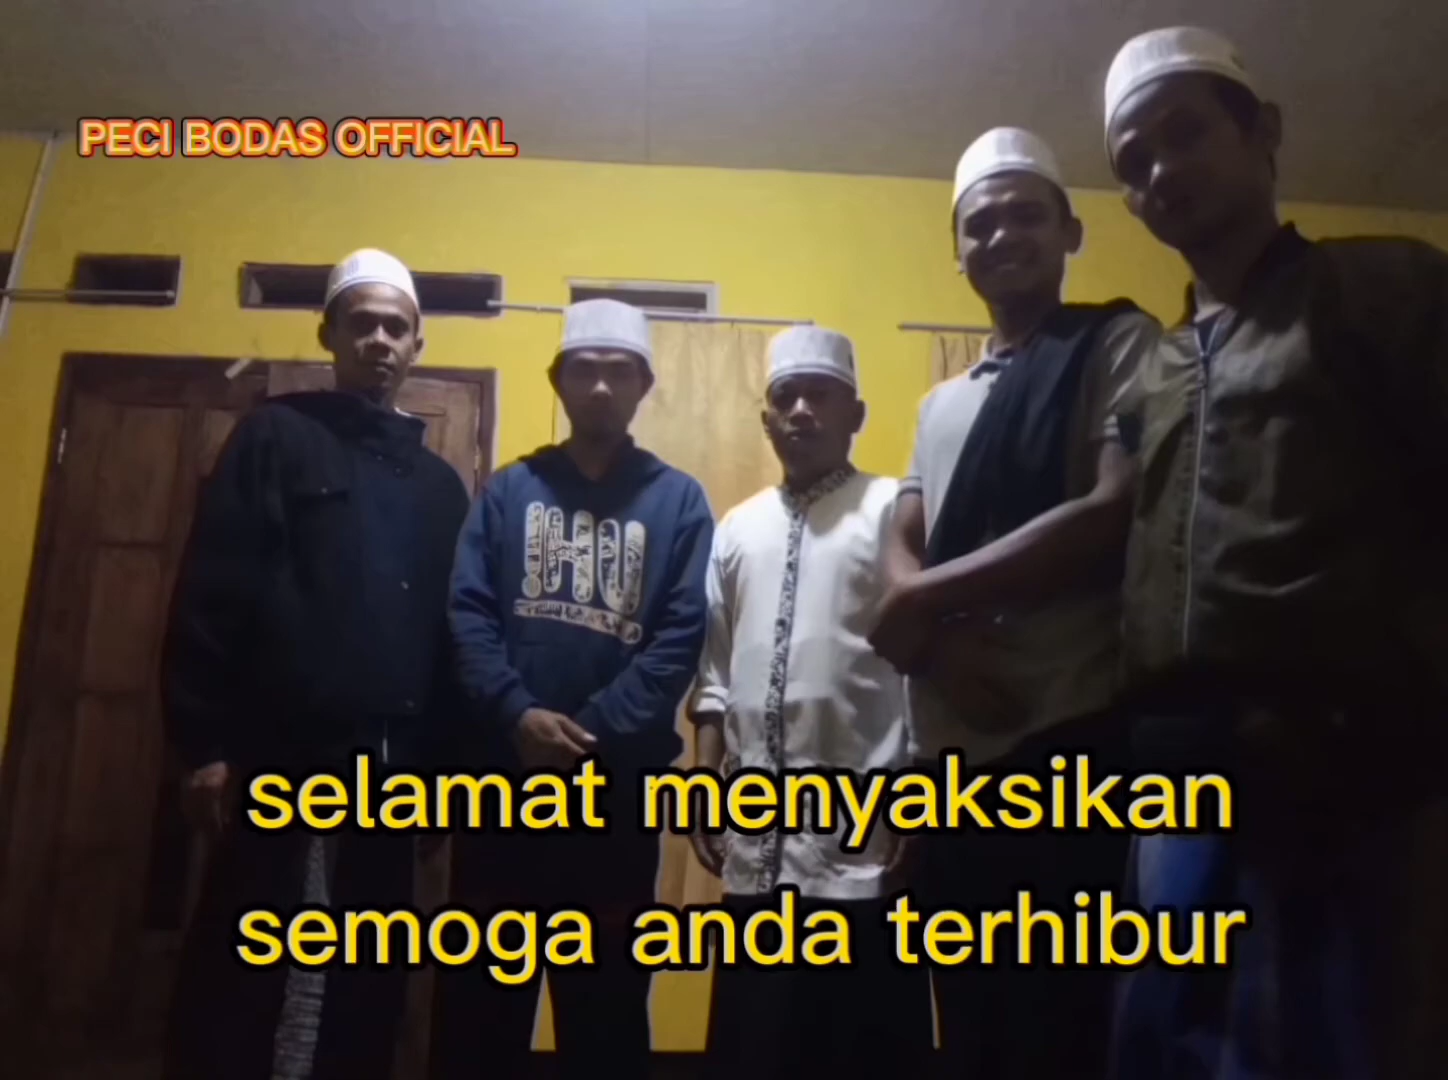 PECI BODAS OFFICIAL
selamat menyaksikan
semoga anda terhibur